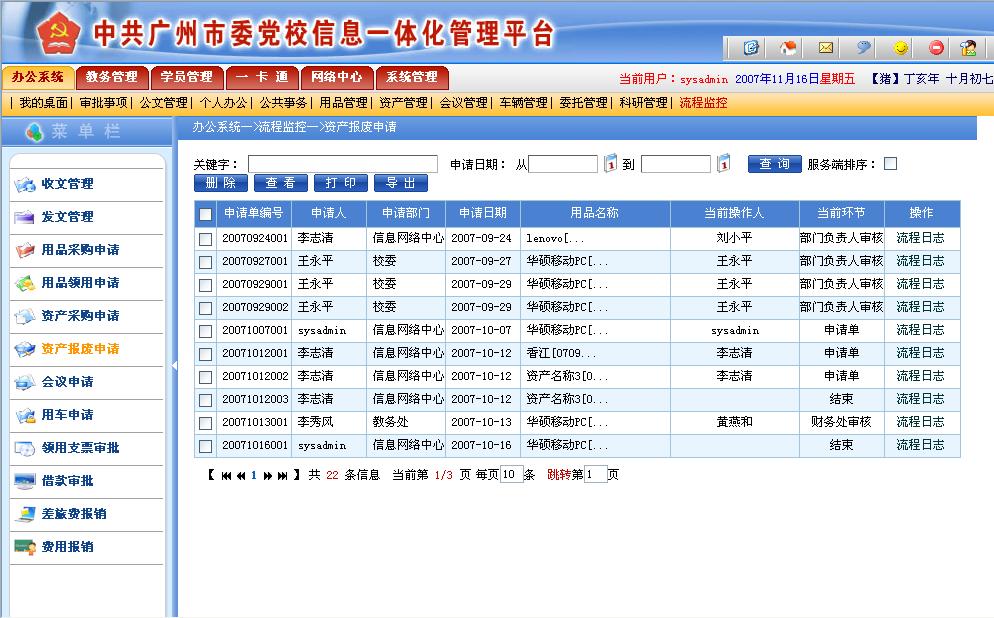 中共广州市委党校信息一体化管理平台
办公系统 教务管理 学员管理 一 卡 通 网络中心 系统管理 当前用户：sysadmin 2007年11月16日星期五 【猪】丁亥年 十月初七
| 我的桌面| 审批事项| 公文管理| 个人办公| 公共事务| 用品管理| 资产管理| 会议管理| 车辆管理| 委托管理| 科研管理| 流程监控
菜 单 栏
办公系统—>流程监控—>资产报废申请
收文管理
发文管理
用品采购申请
用品领用申请
资产采购申请
资产报废申请
会议申请
用车申请
领用支票审批
借款审批
差旅费报销
费用报销
关键字： 申请日期： 从 1 到 1 查 询 服务端排序：
删 除 查 看 打 印 导 出
申请单编号 申请人 申请部门 申请日期 用品名称 当前操作人 当前环节 操作
20070924001 李志清 信息网络中心 2007-09-24 lenovo[... 刘小平 部门负责人审核 流程日志
20070927001 王永平 校委 2007-09-27 华硕移动PC[... 王永平 部门负责人审核 流程日志
20070929001 王永平 校委 2007-09-29 华硕移动PC[... 王永平 部门负责人审核 流程日志
20070929002 王永平 校委 2007-09-29 华硕移动PC[... 王永平 部门负责人审核 流程日志
20071007001 sysadmin 信息网络中心 2007-10-07 华硕移动PC[... sysadmin 申请单 流程日志
20071012001 李志清 信息网络中心 2007-10-12 香江[0709... 李志清 申请单 流程日志
20071012002 李志清 信息网络中心 2007-10-12 资产名称3[0... 李志清 申请单 流程日志
20071012003 李志清 信息网络中心 2007-10-12 资产名称3[0... 结束 流程日志
20071013001 李秀风 教务处 2007-10-13 华硕移动PC[... 黄燕和 财务处审核 流程日志
20071016001 sysadmin 信息网络中心 2007-10-16 华硕移动PC[... 结束 流程日志
【 1 】 共 22 条信息 当前第 1/3 页 每页10条 跳转第1页